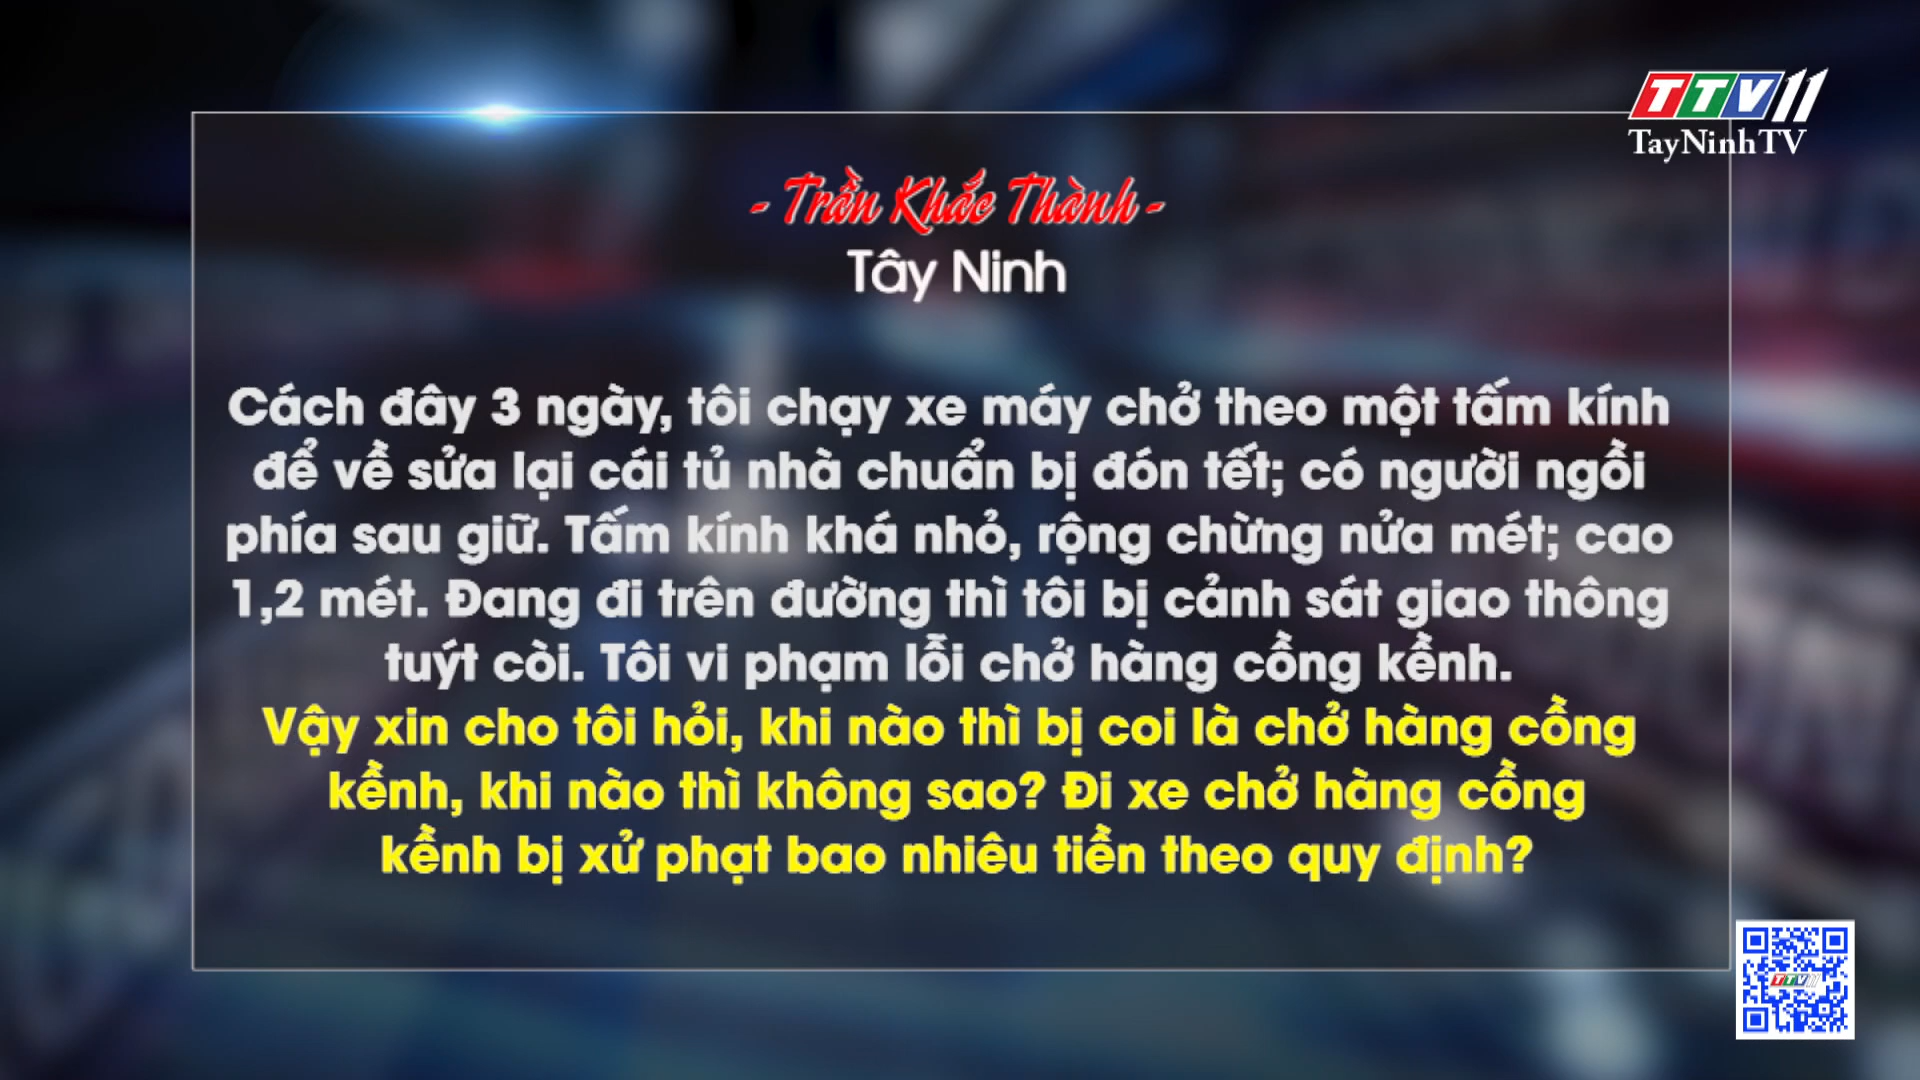 TTV11
TayNinhTV
- Trần Khắc Thành -
Tây Ninh
Cách đây 3 ngày, tôi chạy xe máy chở theo một tấm kính
để về sửa lại cái tủ nhà chuẩn bị đón tết; có người ngồi
phía sau giữ. Tấm kính khá nhỏ, rộng chừng nửa mét; cao
1,2 mét. Đang đi trên đường thì tôi bị cảnh sát giao thông
tuýt còi. Tôi vi phạm lỗi chở hàng cồng kềnh.
Vậy xin cho tôi hỏi, khi nào thì bị coi là chở hàng cồng
kềnh, khi nào thì không sao? Đi xe chở hàng cồng
kềnh bị xử phạt bao nhiêu tiền theo quy định?
TTV11